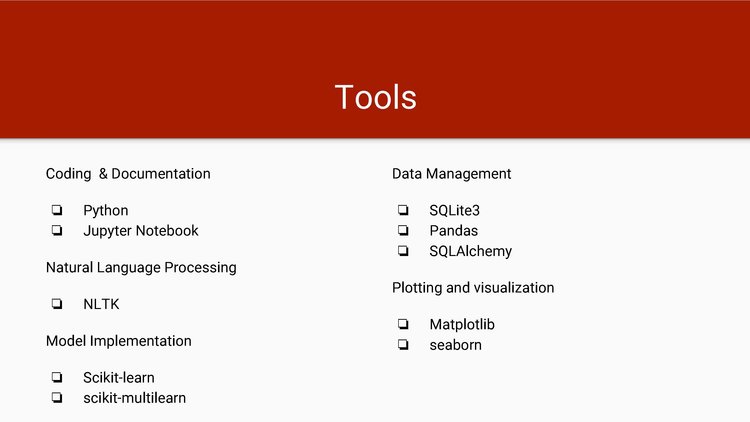 Tools
Coding & Documentation
❏ Python
❏ Jupyter Notebook
Natural Language Processing
❏ NLTK
Model Implementation
❏ Scikit-learn
❏ scikit-multilearn
Data Management
❏ SQLite3
❏ Pandas
❏ SQLAlchemy
Plotting and visualization
❏ Matplotlib
❏ seaborn